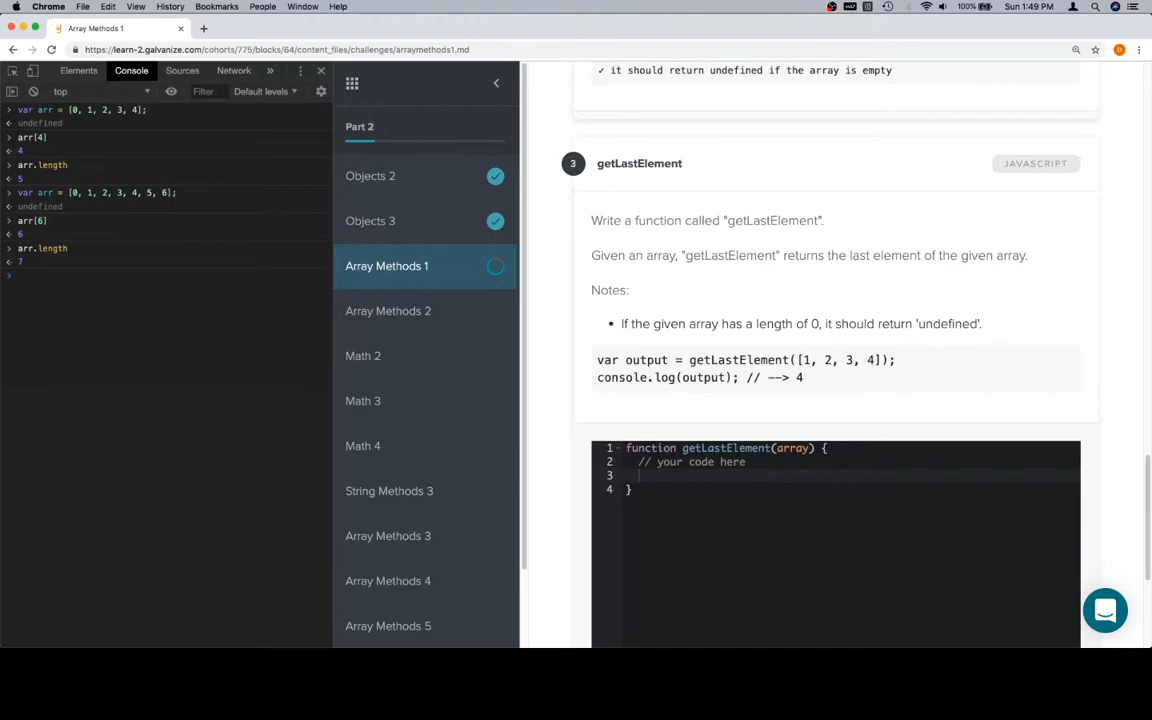 Chrome File Edit View History Bookmarks People Window Help 100% Sun 1:49 PM
Array Methods 1
https://learn-2.galvanize.com/cohorts/775/blocks/64/content_files/challenges/arraymethods1.md
Elements Console Sources Network »
top Filter Default levels
> var arr = [0, 1, 2, 3, 4];
undefined
> arr[4]
4
> arr.length
5
> var arr = [0, 1, 2, 3, 4, 5, 6];
undefined
> arr[6]
6
> arr.length
7
>
Part 2
Objects 2
Objects 3
Array Methods 1
Array Methods 2
Math 2
Math 3
Math 4
String Methods 3
Array Methods 3
Array Methods 4
Array Methods 5
✓ it should return undefined if the array is empty
3 getLastElement JAVASCRIPT
Write a function called "getLastElement".
Given an array, "getLastElement" returns the last element of the given array.
Notes:
• If the given array has a length of 0, it should return 'undefined'.
var output = getLastElement([1, 2, 3, 4]);
console.log(output); // --> 4
1 function getLastElement(array) {
2 // your code here
3
4 }